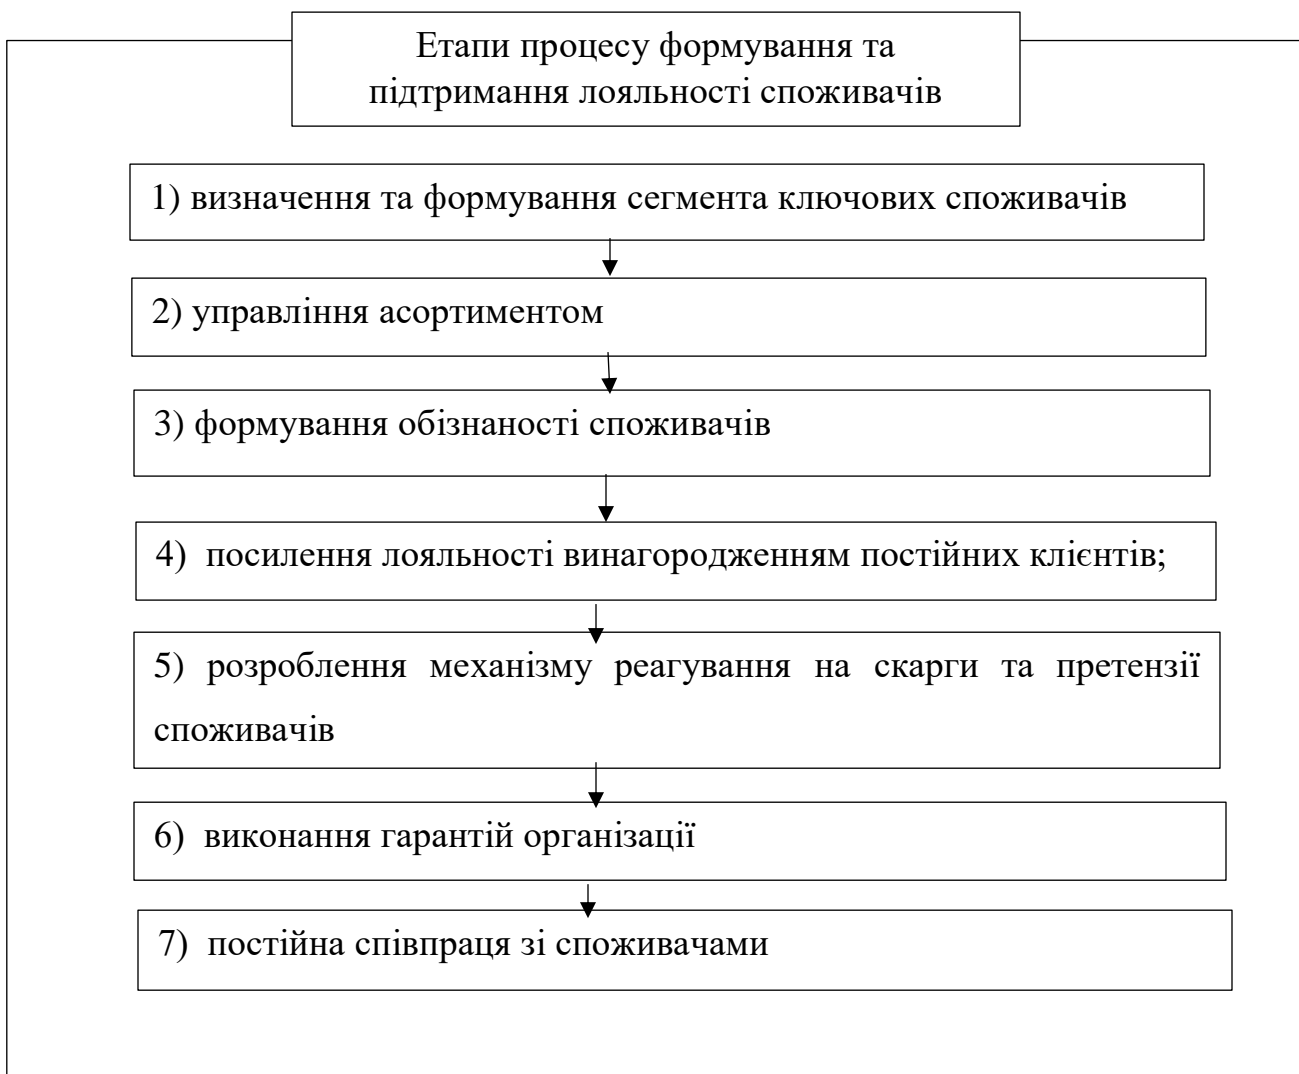 Етапи процесу формування та
підтримання лояльності споживачів
1) визначення та формування сегмента ключових споживачів
2) управління асортиментом
3) формування обізнаності споживачів
4) посилення лояльності винагородженням постійних клієнтів;
5) розроблення механізму реагування на скарги та претензії
споживачів
6) виконання гарантій організації
7) постійна співпраця зі споживачами